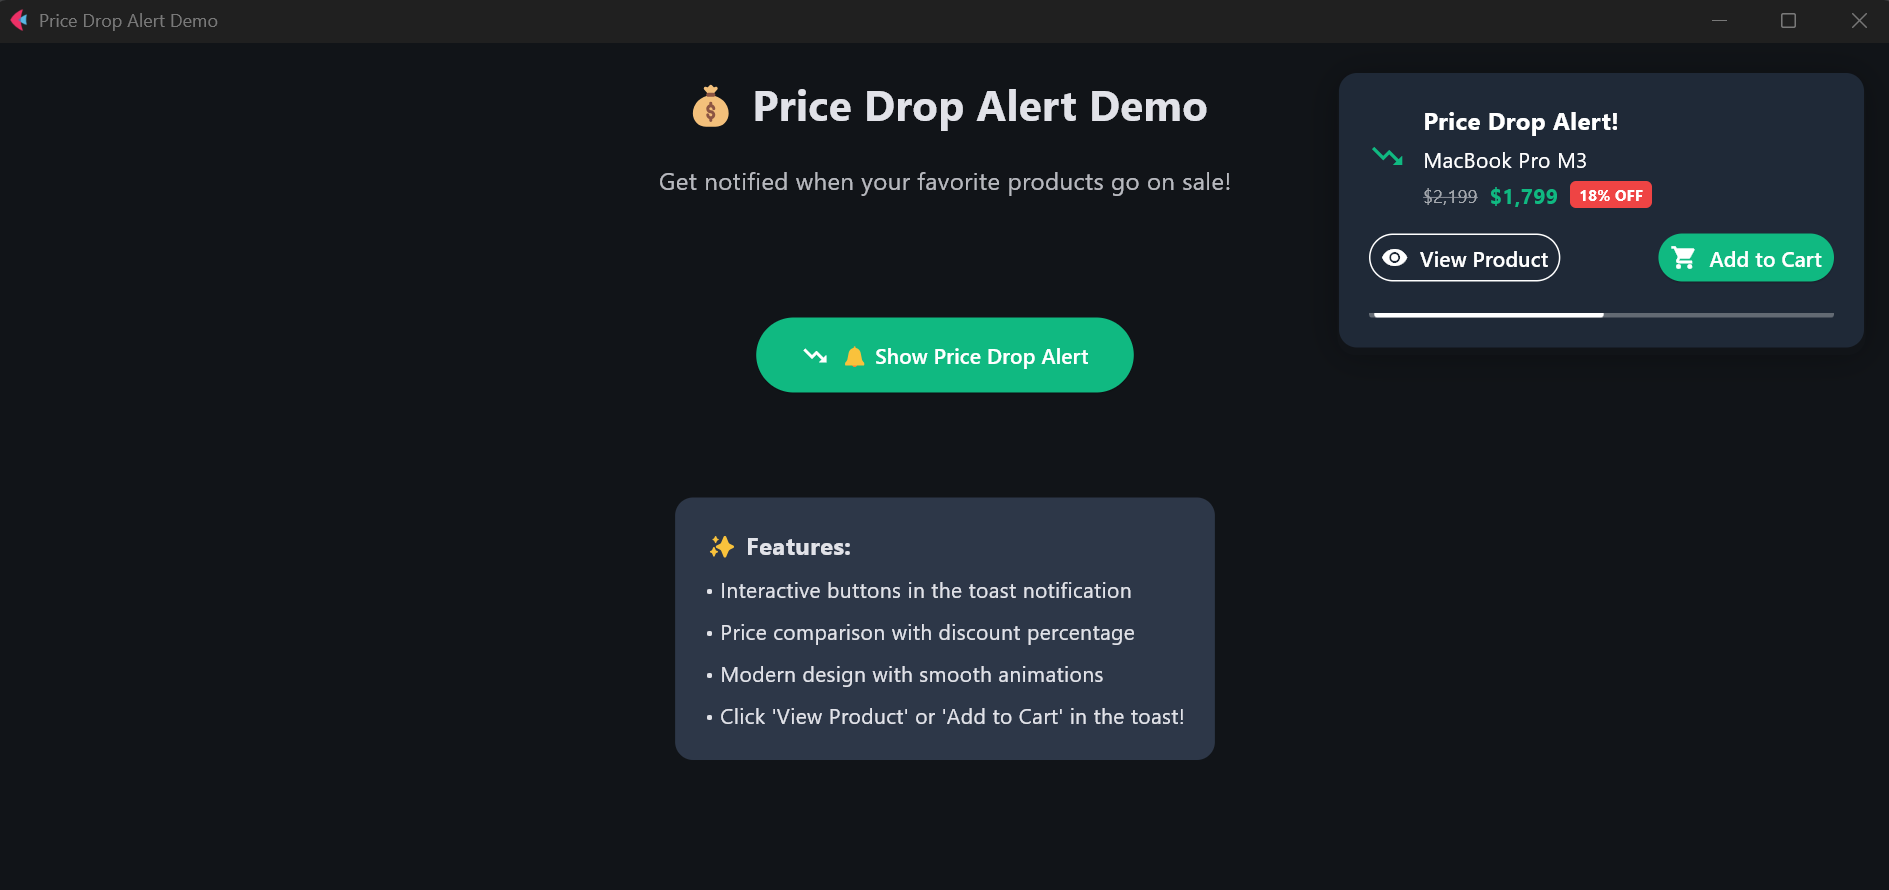 Price Drop Alert Demo
💰 Price Drop Alert Demo
Get notified when your favorite products go on sale!
Price Drop Alert!
MacBook Pro M3
$2,199 $1,799 18% OFF
View Product Add to Cart
🔔 Show Price Drop Alert
✨ Features:
• Interactive buttons in the toast notification
• Price comparison with discount percentage
• Modern design with smooth animations
• Click 'View Product' or 'Add to Cart' in the toast!